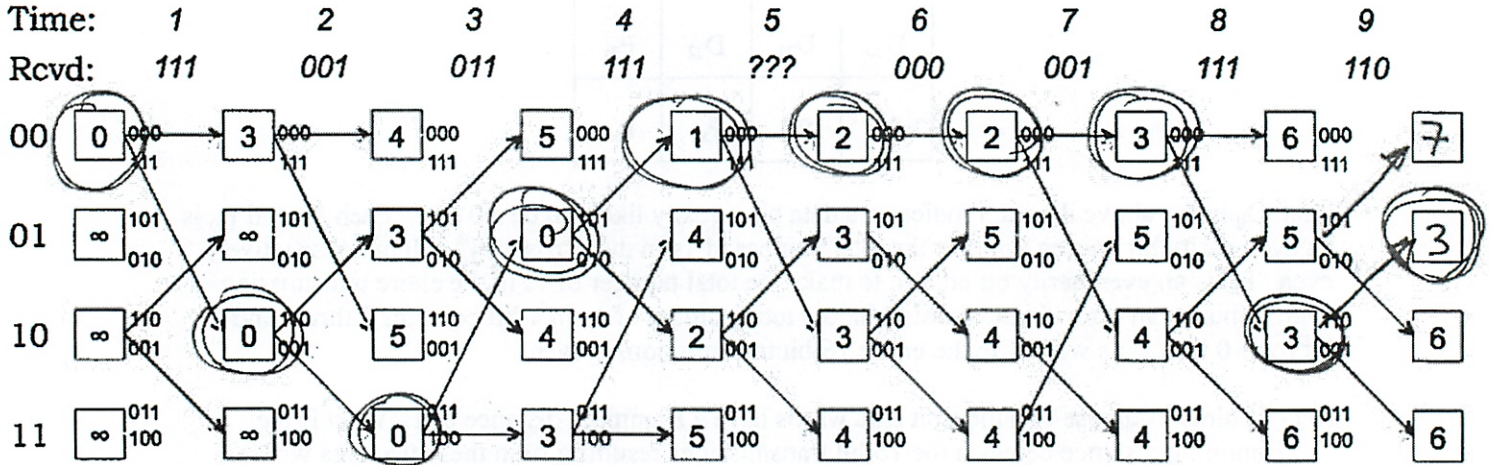 Time: 1 2 3 4 5 6 7 8 9
Rcvd: 111 001 011 111 ??? 000 001 111 110
00 0 000 3 000 4 000 5 000 1 000 2 000 2 000 3 000 6 000 7
111 111 111 111 111 111 111 111 111
101 101 101 101 101 101 101 101 101
01 ∞ ∞ 3 0 4 3 5 5 5 3
010 010 010 010 010 010 010 010 010
110 110 110 110 110 110 110 110 110
10 ∞ 0 5 4 2 3 4 4 3 6
001 001 001 001 001 001 001 001 001
011 011 011 011 011 011 011 011 011
11 ∞ ∞ 0 3 5 4 4 4 6 6
100 100 100 100 100 100 100 100 100